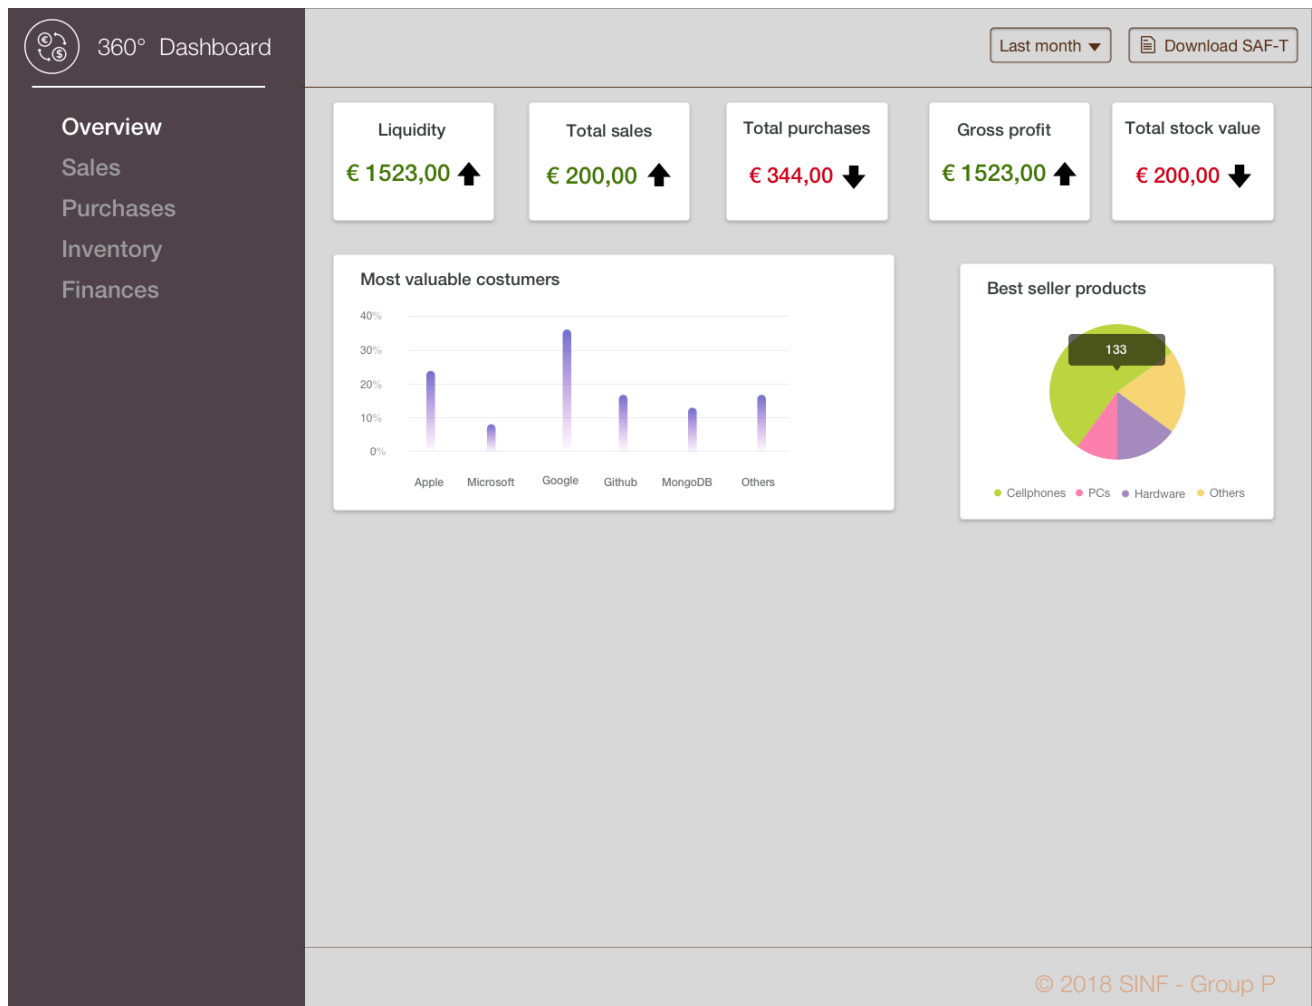 360° Dashboard
Last month
Download SAF-T
Overview
Sales
Purchases
Inventory
Finances
Liquidity
€ 1523,00
Total sales
€ 200,00
Total purchases
€ 344,00
Gross profit
€ 1523,00
Total stock value
€ 200,00
Most valuable costumers
40%
30%
20%
10%
0%
Apple Microsoft Google Github MongoDB Others
Best seller products
133
Cellphones PCs Hardware Others
© 2018 SINF - Group P